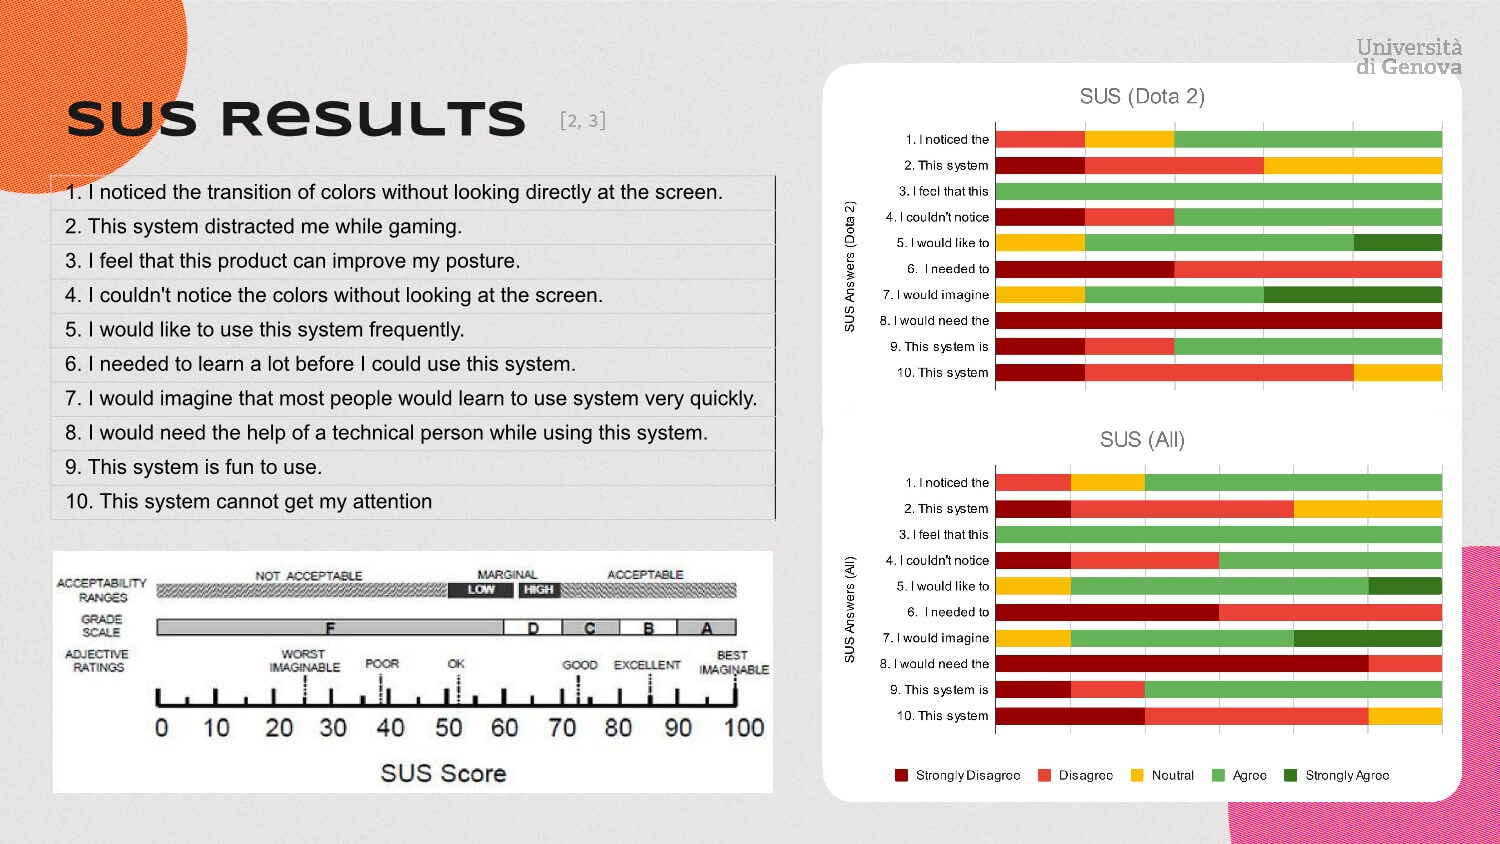 Università
di Genova
SUS Results [2, 3]
1. I noticed the transition of colors without looking directly at the screen.
2. This system distracted me while gaming.
3. I feel that this product can improve my posture.
4. I couldn't notice the colors without looking at the screen.
5. I would like to use this system frequently.
6. I needed to learn a lot before I could use this system.
7. I would imagine that most people would learn to use system very quickly.
8. I would need the help of a technical person while using this system.
9. This system is fun to use.
10. This system cannot get my attention
ACCEPTABILITY
RANGES
NOT ACCEPTABLE MARGINAL ACCEPTABLE
LOW HIGH
GRADE
SCALE
F D C B A
ADJECTIVE
RATINGS
WORST
IMAGINABLE
POOR
OK
GOOD
EXCELLENT
BEST
IMAGINABLE
0 10 20 30 40 50 60 70 80 90 100
SUS Score
SUS (Dota 2)
SUS Answers (Dota 2)
1. I noticed the
2. This system
3. I feel that this
4. I couldn't notice
5. I would like to
6. I needed to
7. I would imagine
8. I would need the
9. This system is
10. This system
SUS (All)
SUS Answers (All)
1. I noticed the
2. This system
3. I feel that this
4. I couldn't notice
5. I would like to
6. I needed to
7. I would imagine
8. I would need the
9. This system is
10. This system
Strongly Disagree Disagree Neutral Agree Strongly Agree